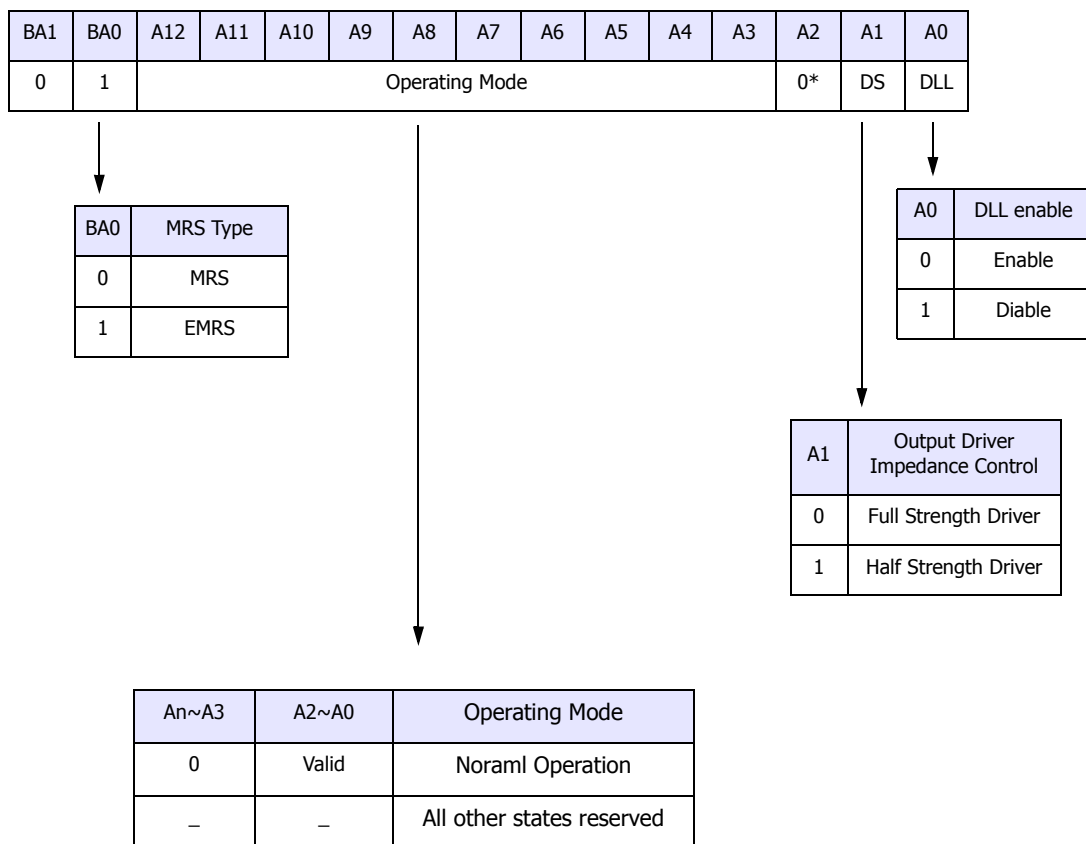 BA1 BA0 A12 A11 A10 A9 A8 A7 A6 A5 A4 A3 A2 A1 A0
0 1 Operating Mode 0* DS DLL
BA0 MRS Type
0 MRS
1 EMRS
A0 DLL enable
0 Enable
1 Diable
A1 Output Driver
Impedance Control
0 Full Strength Driver
1 Half Strength Driver
An~A3 A2~A0 Operating Mode
0 Valid Noraml Operation
_ _ All other states reserved